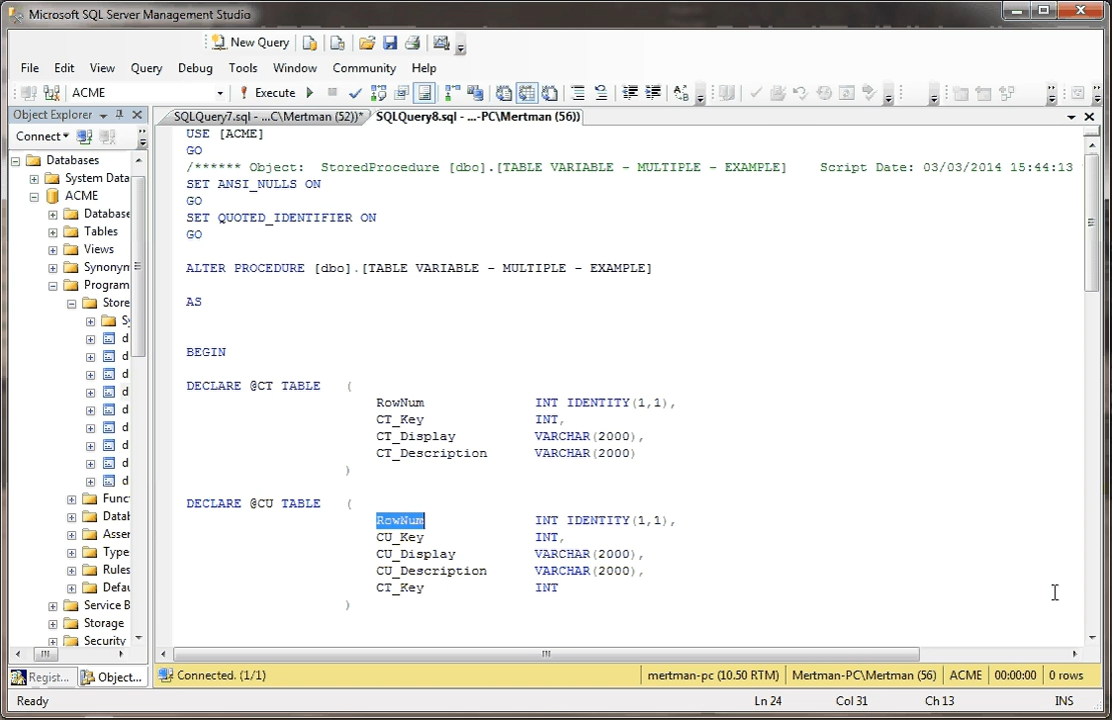 Microsoft SQL Server Management Studio
New Query
File Edit View Query Debug Tools Window Community Help
ACME Execute
Object Explorer
SQLQuery7.sql - ...C\Mertman (52))* SQLQuery8.sql - ...-PC\Mertman (56))
Connect
Databases
System Data
ACME
Database
Tables
Views
Synonyn
Program
Store
Sy
d
d
d
d
d
d
d
d
d
Func
Datab
Asser
Type
Rules
Defau
Service B
Storage
Security
USE [ACME]
GO
/****** Object: StoredProcedure [dbo].[TABLE VARIABLE - MULTIPLE - EXAMPLE] Script Date: 03/03/2014 15:44:13
SET ANSI_NULLS ON
GO
SET QUOTED_IDENTIFIER ON
GO
ALTER PROCEDURE [dbo].[TABLE VARIABLE - MULTIPLE - EXAMPLE]
AS
BEGIN
DECLARE @CT TABLE (
RowNum INT IDENTITY(1,1),
CT_Key INT,
CT_Display VARCHAR(2000),
CT_Description VARCHAR(2000)
)
DECLARE @CU TABLE (
RowNum INT IDENTITY(1,1),
CU_Key INT,
CU_Display VARCHAR(2000),
CU_Description VARCHAR(2000),
CT_Key INT
)
Regist... Object...
Connected. (1/1) mertman-pc (10.50 RTM) Mertman-PC\Mertman (56) ACME 00:00:00 0 rows
Ready Ln 24 Col 31 Ch 13 INS